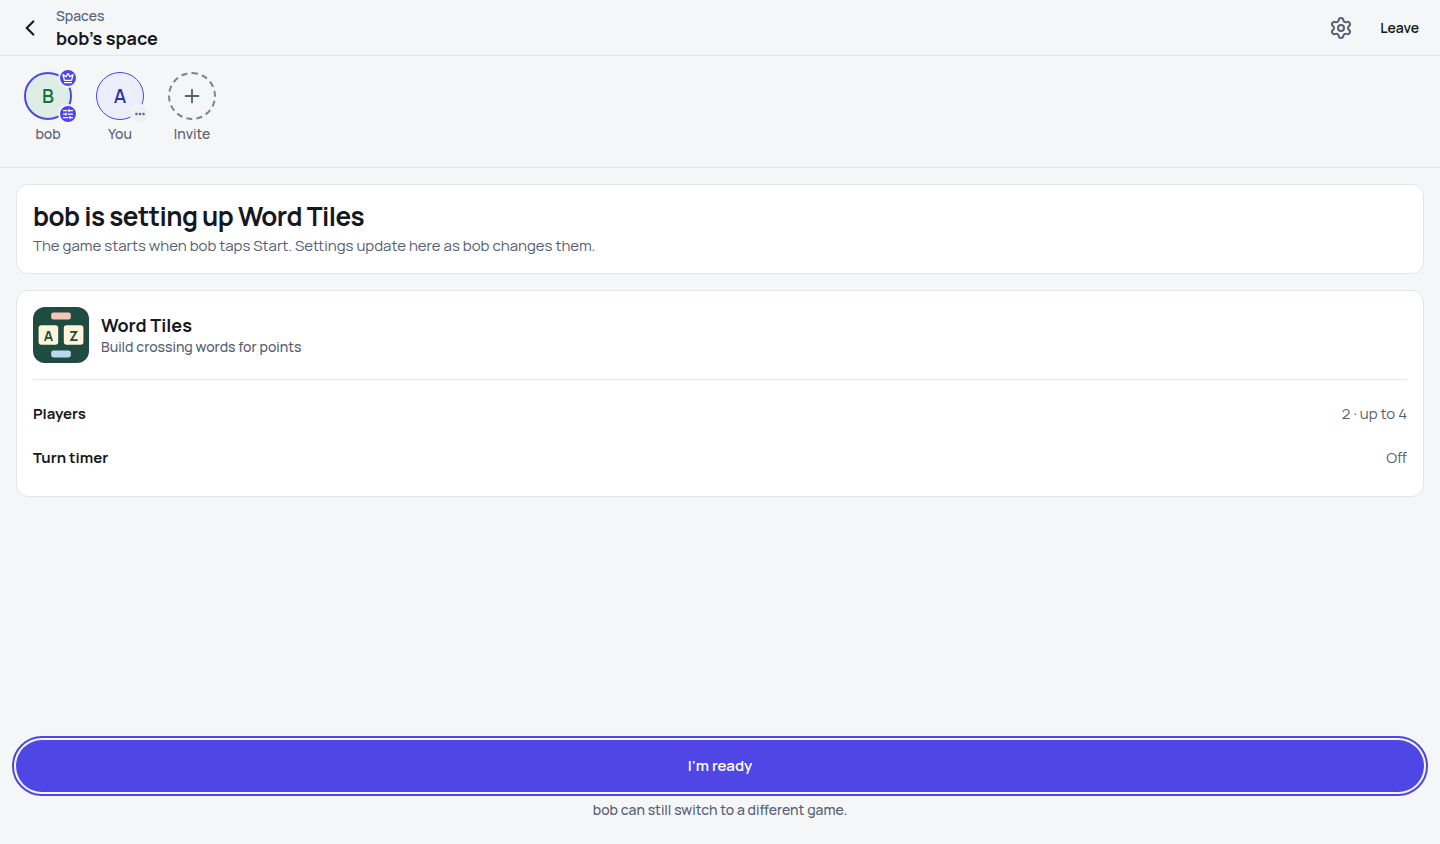 Spaces
bob's space
Leave
B
A
bob
You
Invite
bob is setting up Word Tiles
The game starts when bob taps Start. Settings update here as bob changes them.
A Z
Word Tiles
Build crossing words for points
Players
2 · up to 4
Turn timer
Off
I'm ready
bob can still switch to a different game.